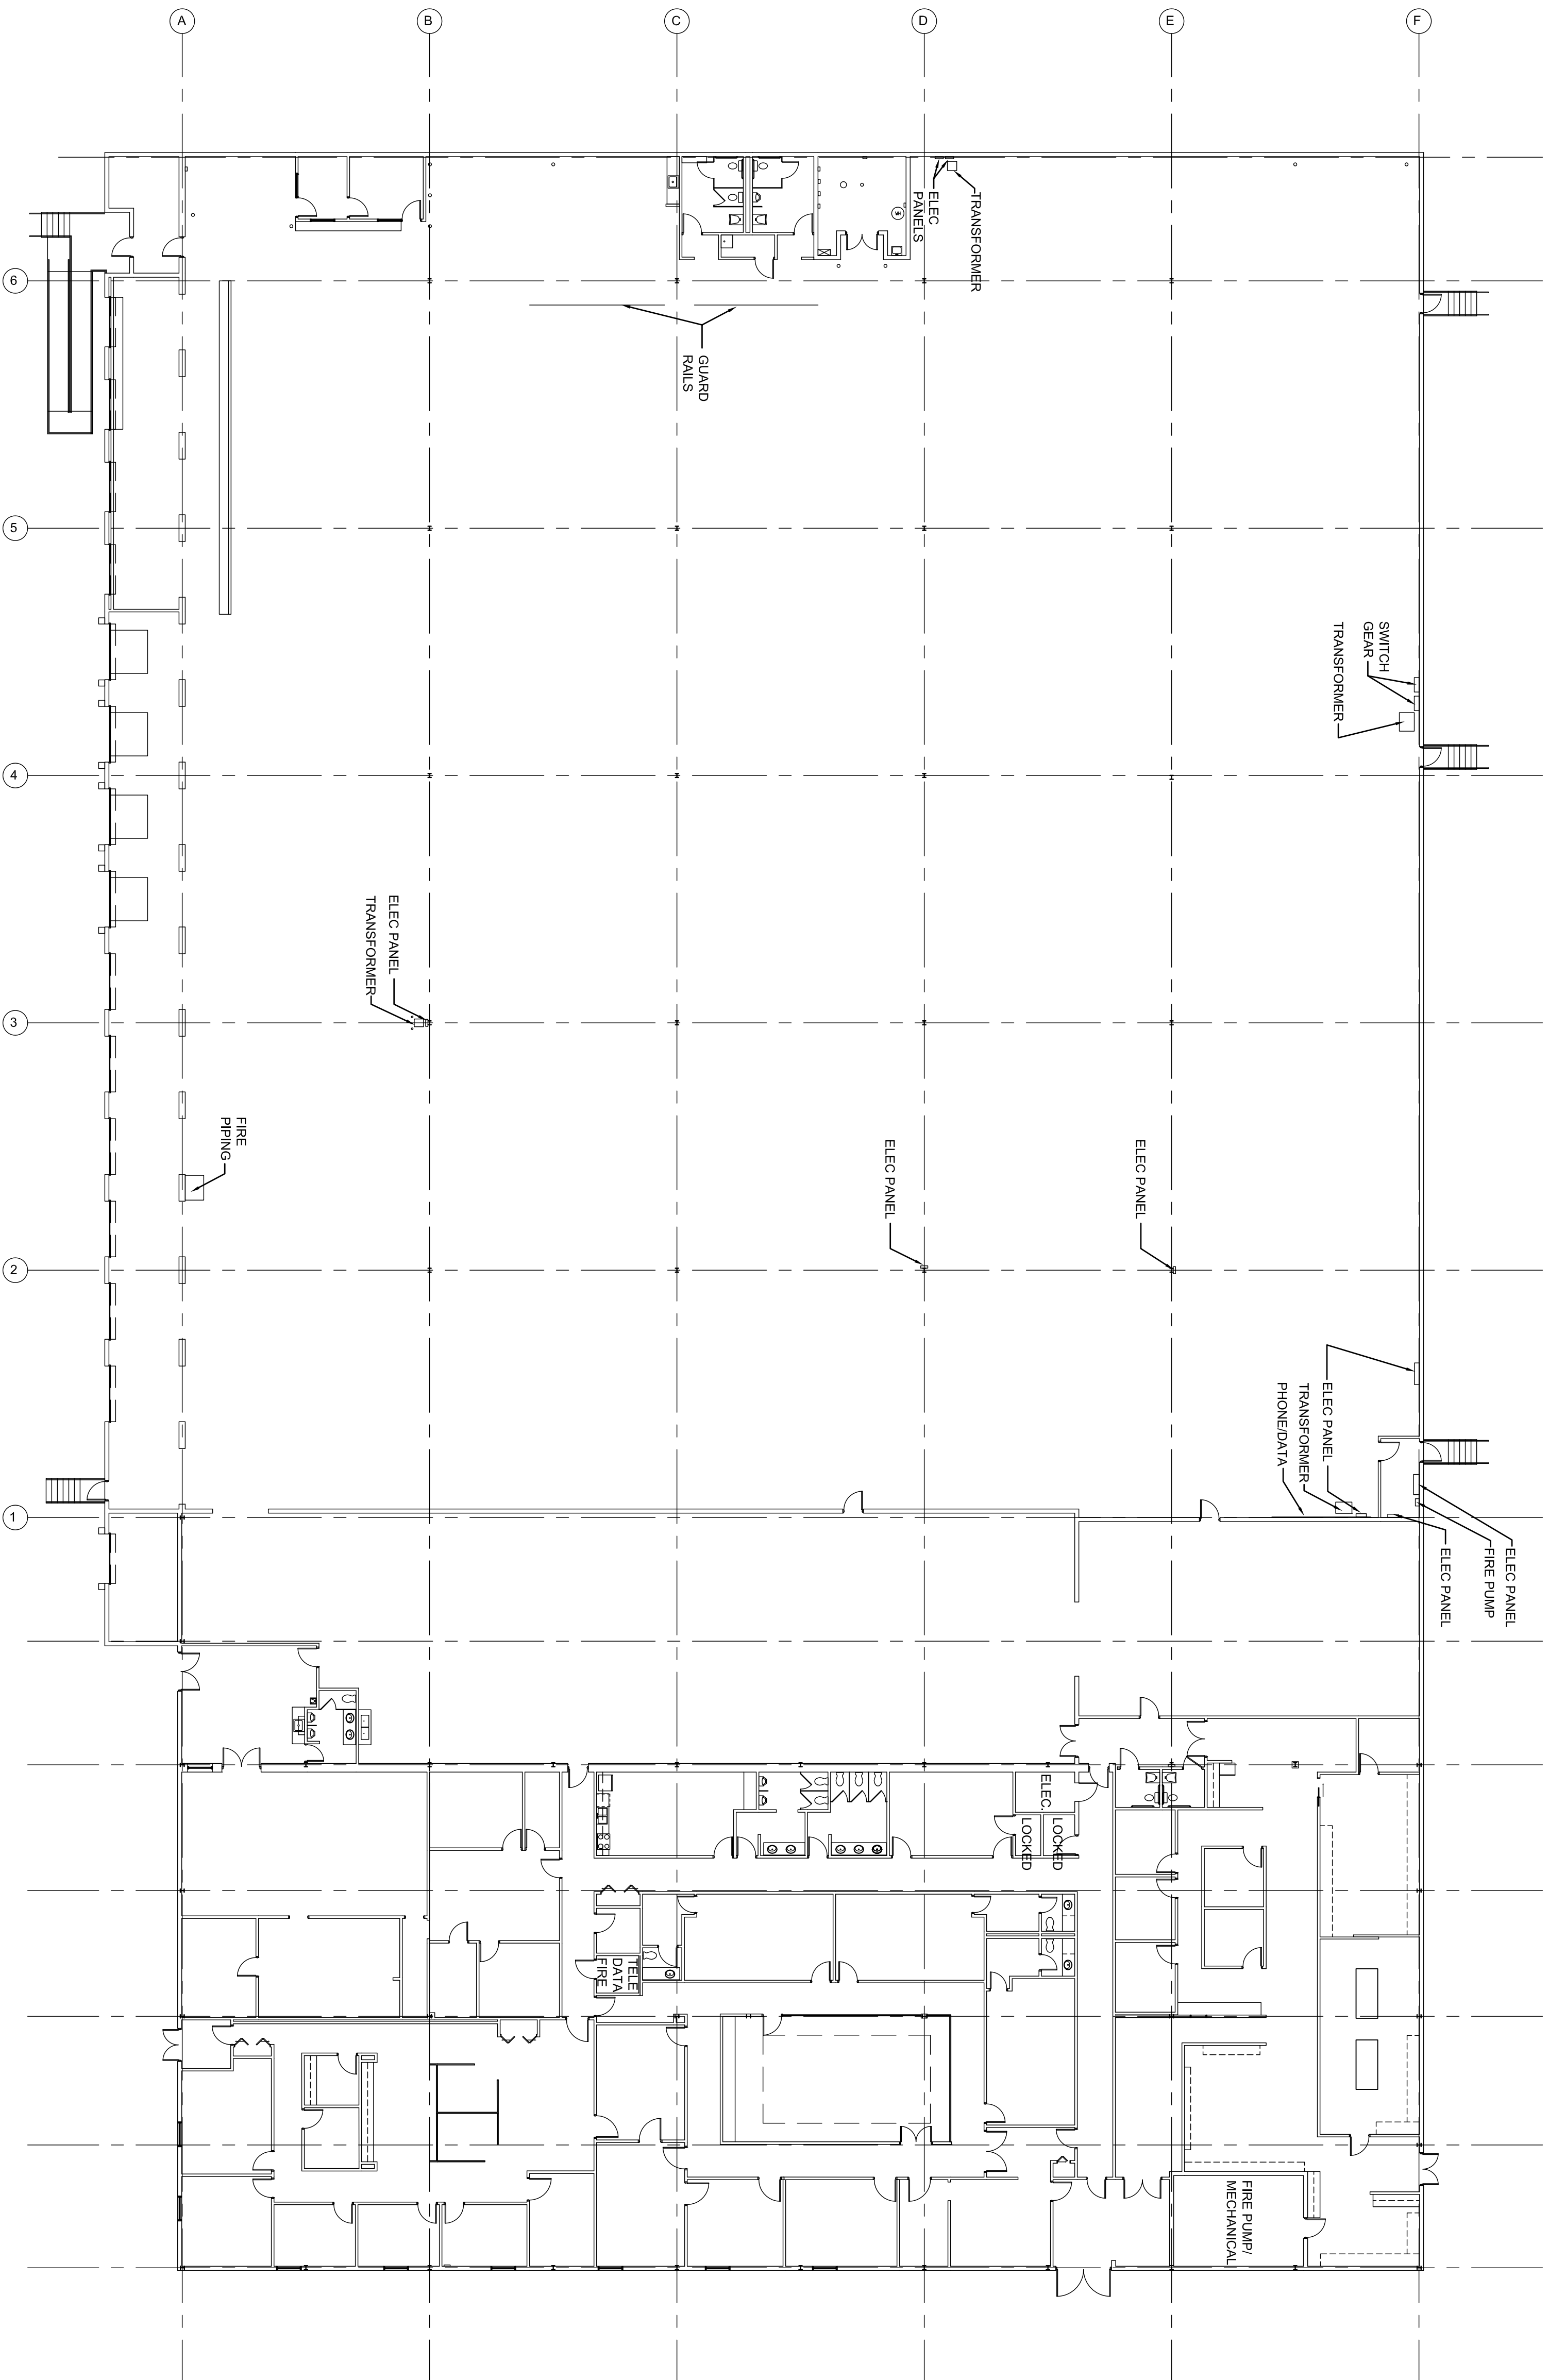 A
B
C
D
E
F
6
5
4
3
2
1
ELEC
PANELS
TRANSFORMER
GUARD
RAILS
SWITCH
GEAR
TRANSFORMER
ELEC PANEL
TRANSFORMER
FIRE
PIPING
ELEC PANEL
ELEC PANEL
ELEC PANEL
TRANSFORMER
PHONE/DATA
ELEC PANEL
FIRE PUMP
ELEC PANEL
ELEC.
LOCKED
LOCKED
TELE
DATA
FIRE
FIRE PUMP/
MECHANICAL